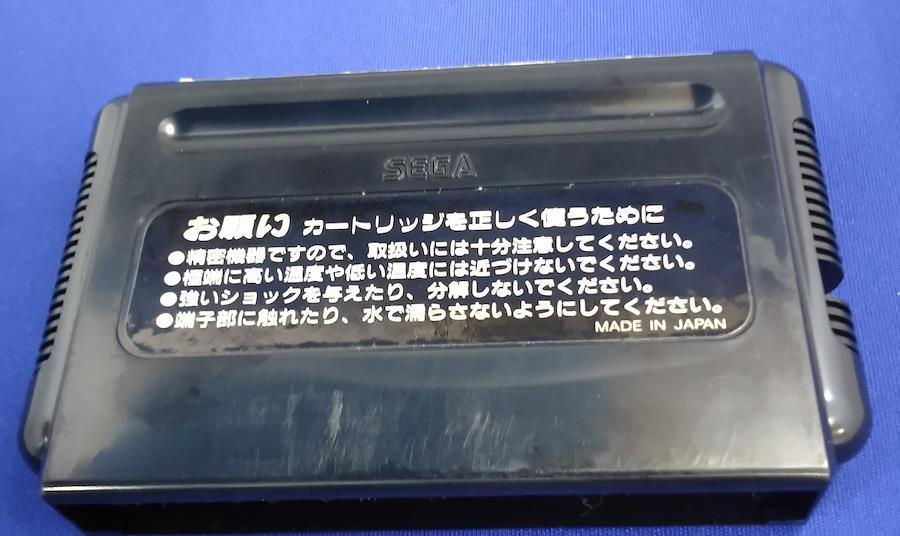 SEGA
お願い カートリッジを正しく使うために
●精密機器ですので、取扱いには十分注意してください。
●極端に高い温度や低い温度には近づけないでください。
●強いショックを与えたり、分解しないでください。
●端子部に触れたり、水で濡らさないようにしてください。
MADE IN JAPAN